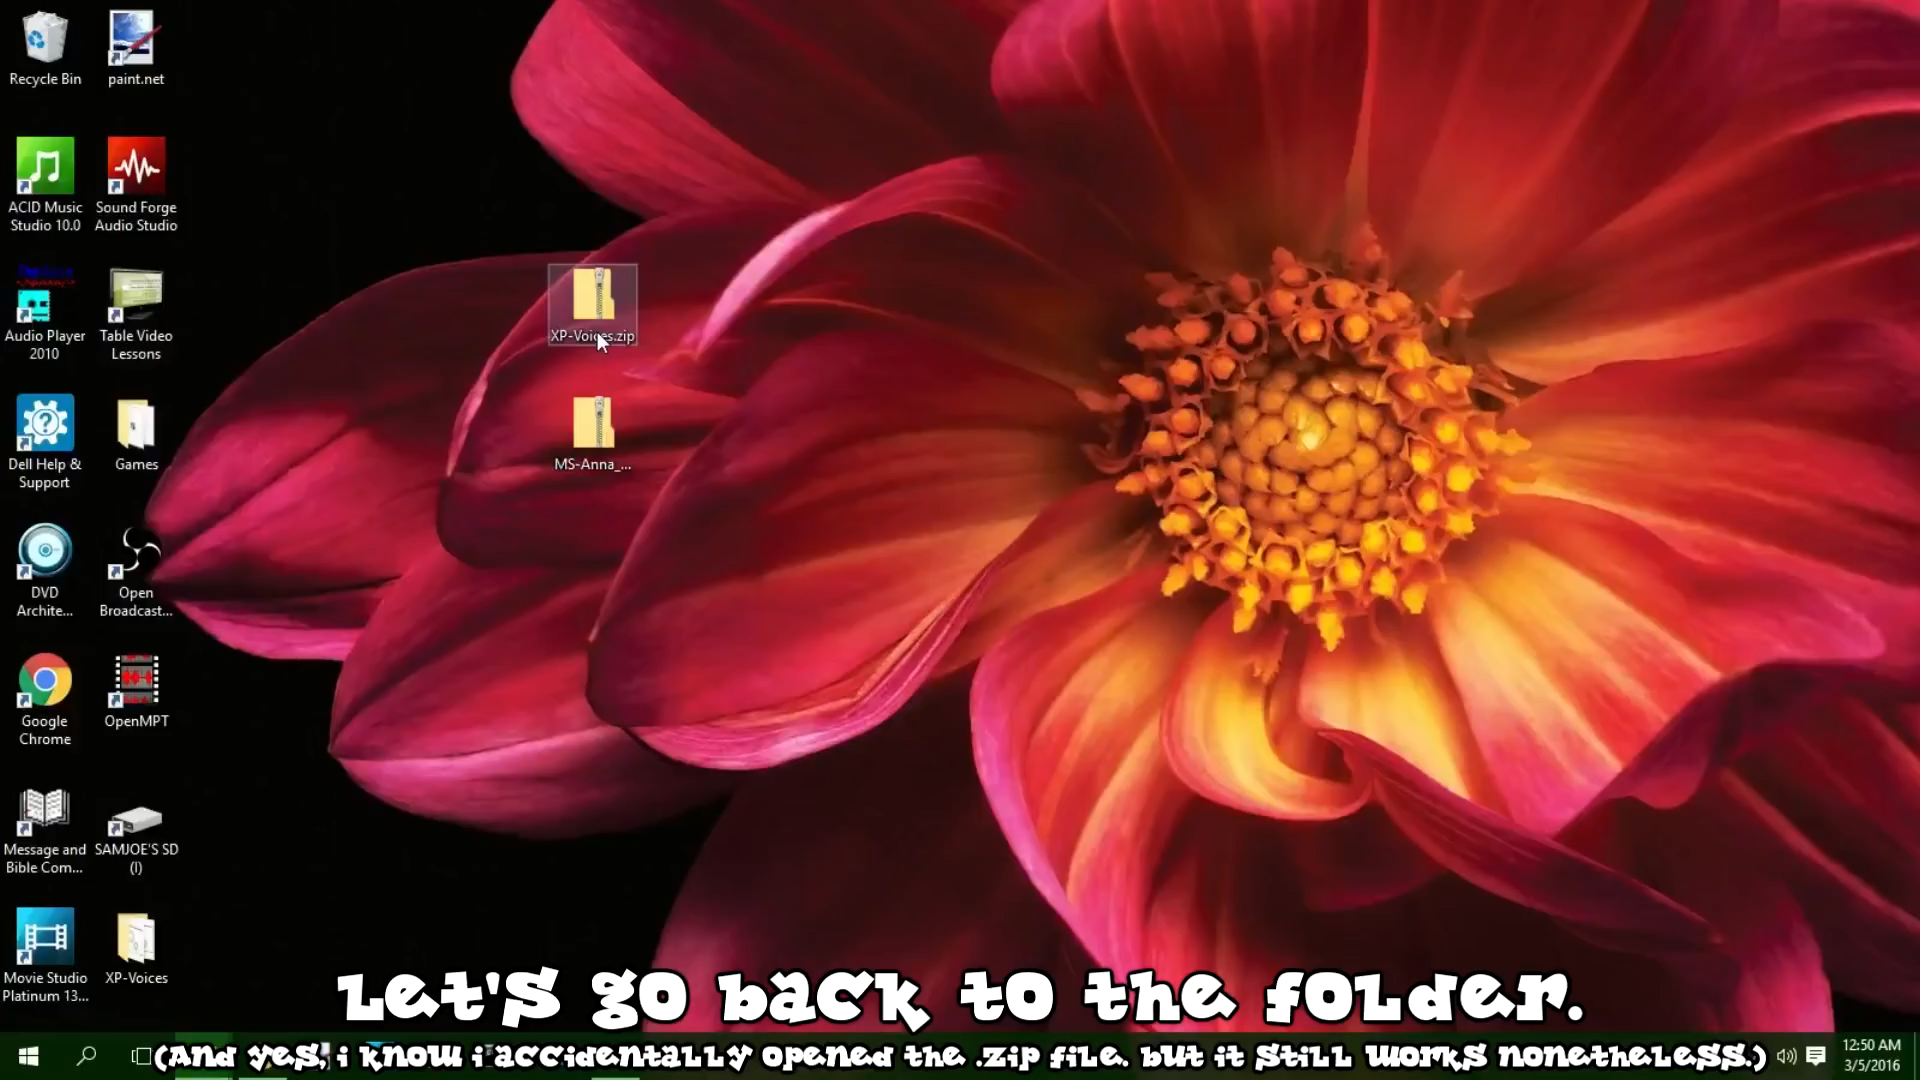 Recycle Bin
paint.net
ACID Music
Studio 10.0
Sound Forge
Audio Studio
Audio Player
2010
Table Video
Lessons
Dell Help &
Support
Games
DVD
Archite...
Open
Broadcast...
Google
Chrome
OpenMPT
Message and
Bible Com...
SAMJOE'S SD
(I)
Movie Studio
Platinum 13...
XP-Voices
XP-Voices.zip
MS-Anna_...
Let's go back to the folder.
(And yes, i know i accidentally opened the .zip file. but it still works nonetheless.)
12:50 AM
3/5/2016